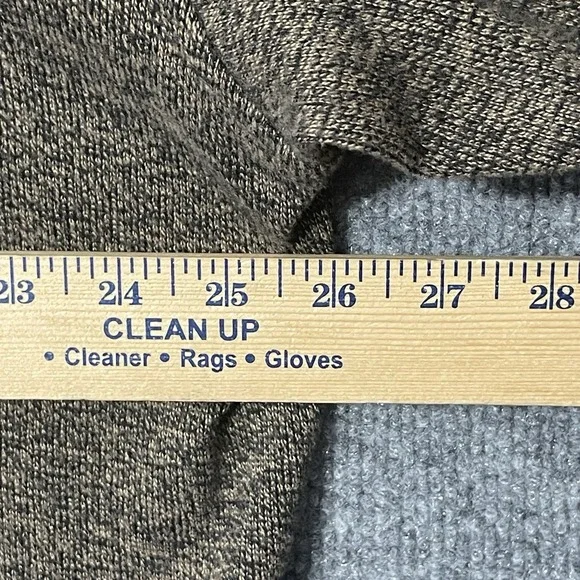 23 24 25 26 27 28
CLEAN UP
• Cleaner • Rags • Gloves